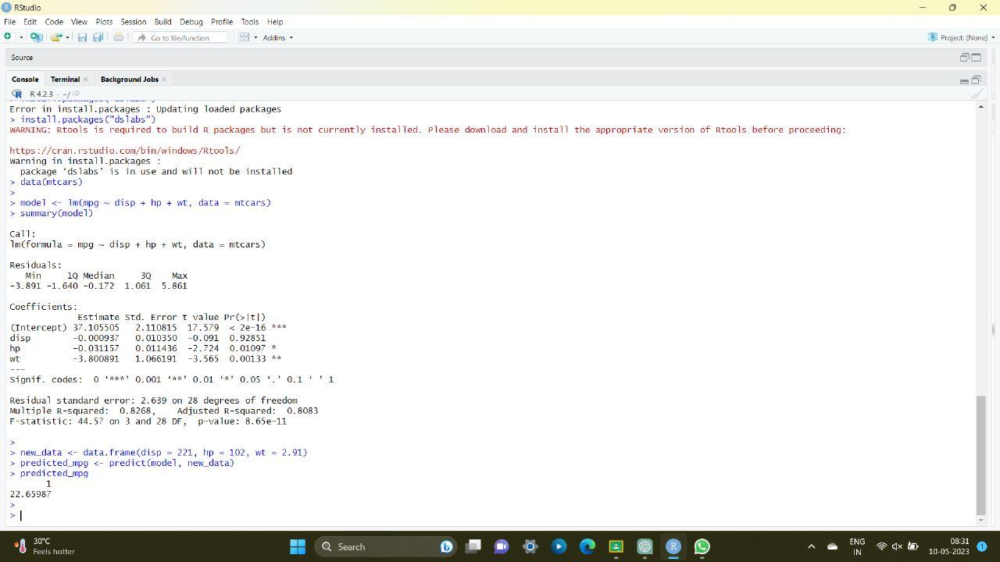 RStudio
File Edit Code View Plots Session Build Debug Profile Tools Help
Go to file/function Addins Project: (None)
Source
Console Terminal Background Jobs
R 4.2.3 · ~/
Error in install.packages : Updating loaded packages
> install.packages("dslabs")
WARNING: Rtools is required to build R packages but is not currently installed. Please download and install the appropriate version of Rtools before proceeding:
https://cran.rstudio.com/bin/windows/Rtools/
Warning in install.packages :
package ‘dslabs’ is in use and will not be installed
> data(mtcars)
>
> model <- lm(mpg ~ disp + hp + wt, data = mtcars)
> summary(model)
Call:
lm(formula = mpg ~ disp + hp + wt, data = mtcars)
Residuals:
Min 1Q Median 3Q Max
-3.891 -1.640 -0.172 1.061 5.861
Coefficients:
Estimate Std. Error t value Pr(>|t|)
(Intercept) 37.105505 2.110815 17.579 < 2e-16 ***
disp -0.000937 0.010350 -0.091 0.92851
hp -0.031157 0.011436 -2.724 0.01097 *
wt -3.800891 1.066191 -3.565 0.00133 **
---
Signif. codes: 0 ‘***’ 0.001 ‘**’ 0.01 ‘*’ 0.05 ‘.’ 0.1 ‘ ’ 1
Residual standard error: 2.639 on 28 degrees of freedom
Multiple R-squared: 0.8268, Adjusted R-squared: 0.8083
F-statistic: 44.57 on 3 and 28 DF, p-value: 8.65e-11
>
> new_data <- data.frame(disp = 221, hp = 102, wt = 2.91)
> predicted_mpg <- predict(model, new_data)
> predicted_mpg
1
22.65987
>
>
30°C
Feels hotter
Search
ENG
IN
08:31
10-05-2023
1